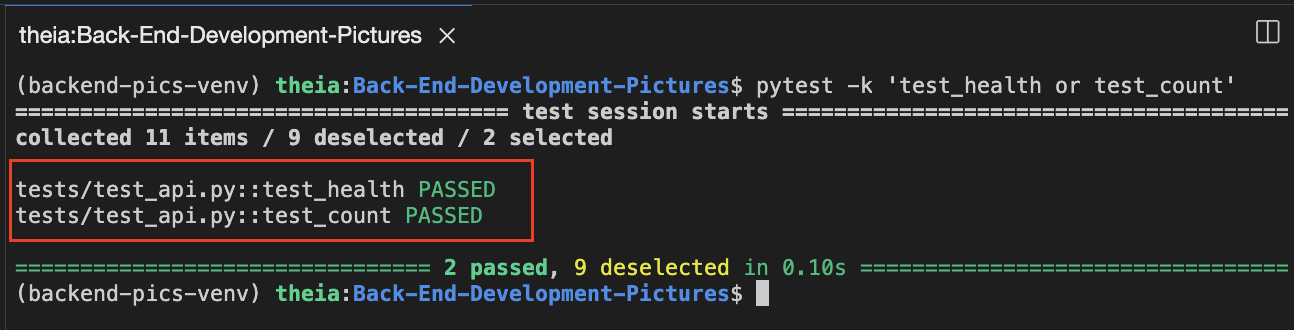 theia:Back-End-Development-Pictures ×
(backend-pics-venv) theia:Back-End-Development-Pictures$ pytest -k 'test_health or test_count'
====================================== test session starts =======================================
collected 11 items / 9 deselected / 2 selected
tests/test_api.py::test_health PASSED
tests/test_api.py::test_count PASSED
================================ 2 passed, 9 deselected in 0.10s =================================
(backend-pics-venv) theia:Back-End-Development-Pictures$